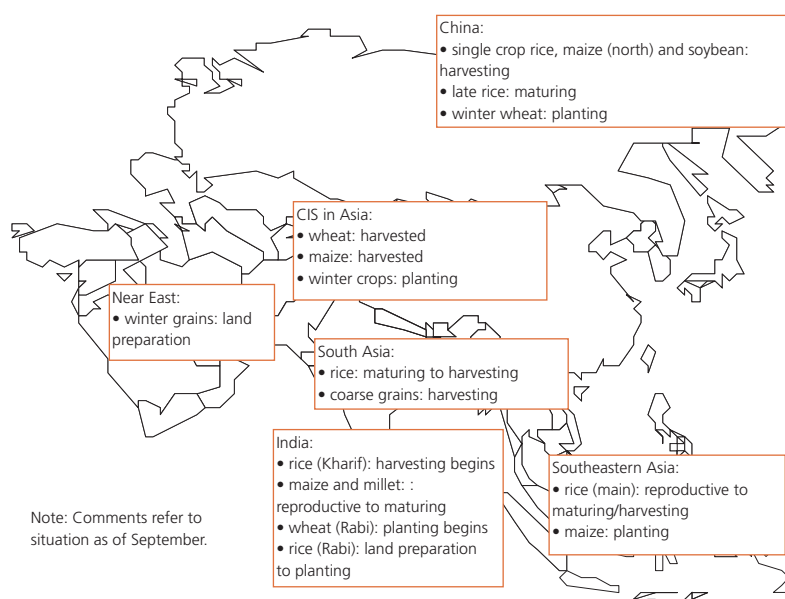 China:
• single crop rice, maize (north) and soybean:
harvesting
• late rice: maturing
• winter wheat: planting
CIS in Asia:
• wheat: harvested
• maize: harvested
• winter crops: planting
Near East:
• winter grains: land
preparation
South Asia:
• rice: maturing to harvesting
• coarse grains: harvesting
India:
• rice (Kharif): harvesting begins
• maize and millet: :
reproductive to maturing
• wheat (Rabi): planting begins
• rice (Rabi): land preparation
to planting
Southeastern Asia:
• rice (main): reproductive to
maturing/harvesting
• maize: planting
Note: Comments refer to
situation as of September.